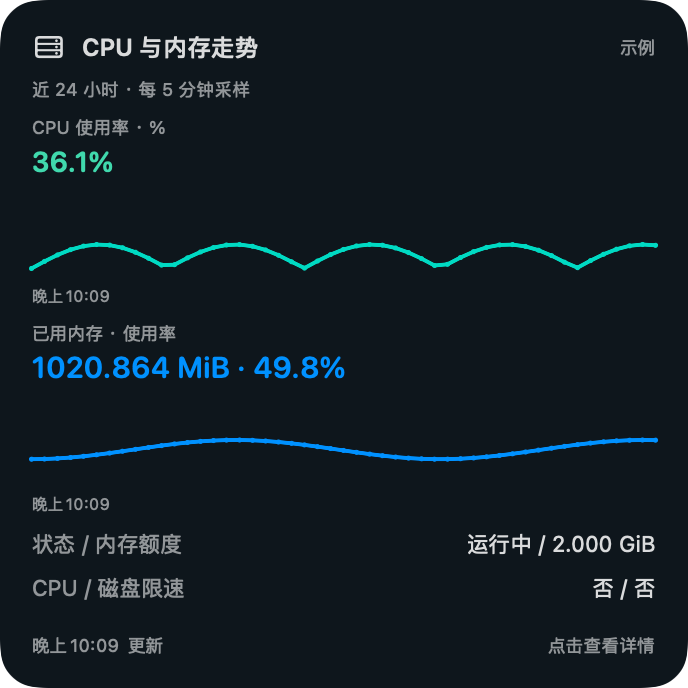 CPU 与内存走势
示例
近 24 小时 · 每 5 分钟采样
CPU 使用率 · %
36.1%
晚上10:09
已用内存 · 使用率
1020.864 MiB · 49.8%
晚上10:09
状态 / 内存额度
运行中 / 2.000 GiB
CPU / 磁盘限速
否 / 否
晚上10:09 更新
点击查看详情